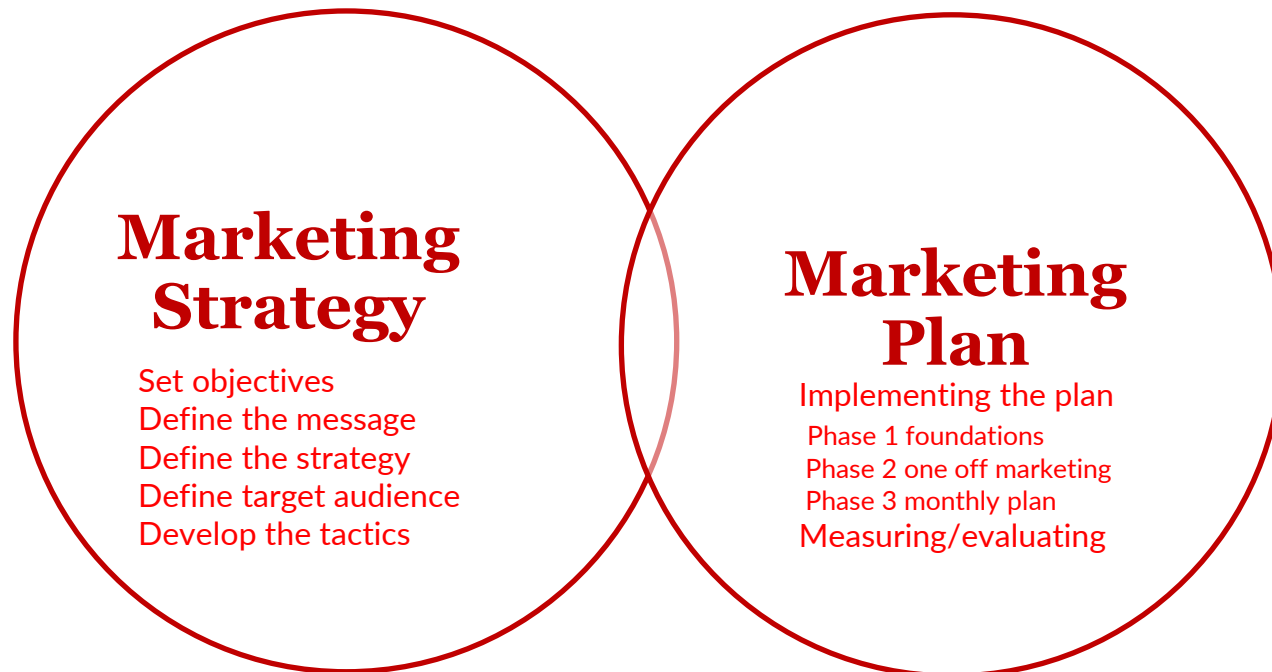 Marketing
Strategy
Set objectives
Define the message
Define the strategy
Define target audience
Develop the tactics
Marketing
Plan
Implementing the plan
Phase 1 foundations
Phase 2 one off marketing
Phase 3 monthly plan
Measuring/evaluating